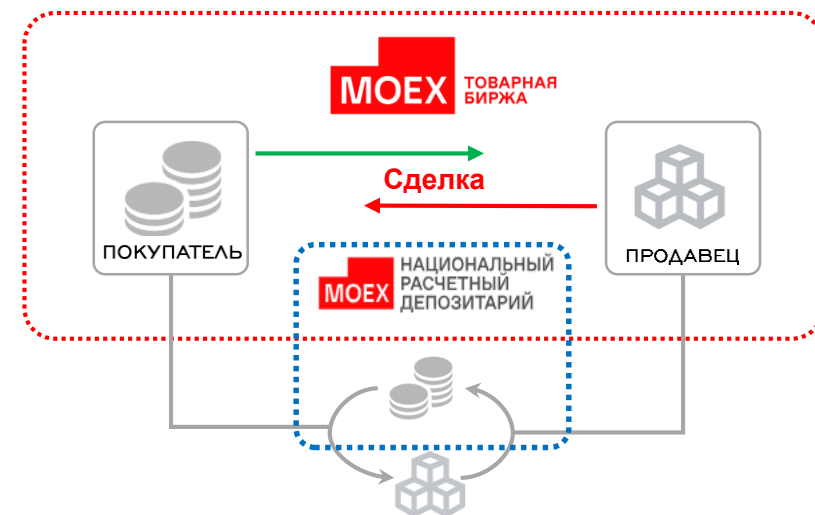 MOEX
ТОВАРНАЯ
БИРЖА
Сделка
ПОКУПАТЕЛЬ
ПРОДАВЕЦ
MOEX
НАЦИОНАЛЬНЫЙ
РАСЧЕТНЫЙ
ДЕПОЗИТАРИЙ